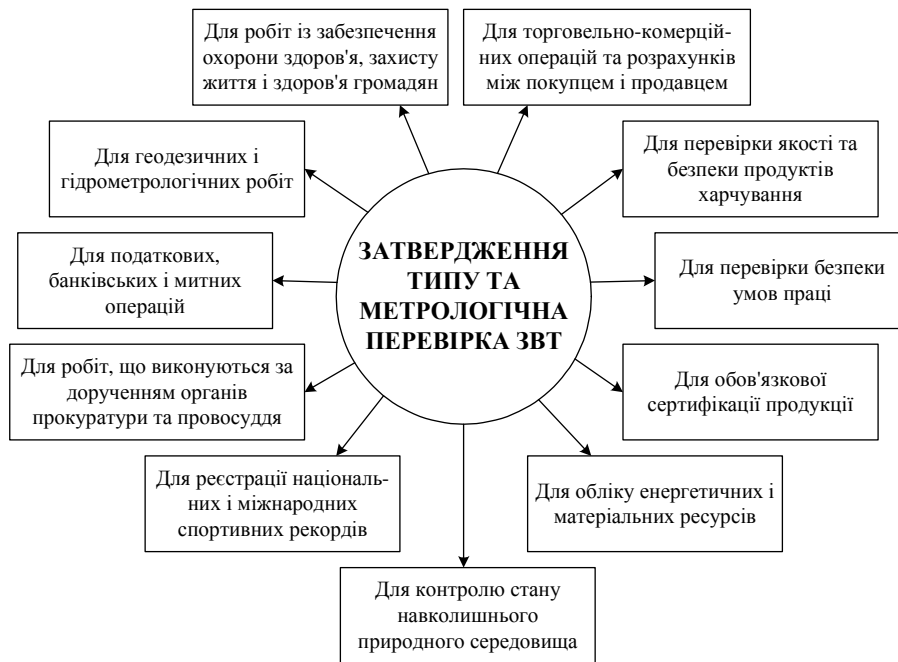 Для робіт із забезпечення
охорони здоров'я, захисту
життя і здоров'я громадян
Для торговельно-комерцій-
них операцій та розрахунків
між покупцем і продавцем
Для геодезичних і
гідрометрологічних робіт
Для перевірки якості та
безпеки продуктів
харчування
ЗАТВЕРДЖЕННЯ
ТИПУ ТА
МЕТРОЛОГІЧНА
ПЕРЕВІРКА ЗВТ
Для податкових,
банківських і митних
операцій
Для перевірки безпеки
умов праці
Для робіт, що виконуються за
дорученням органів
прокуратури та провосуддя
Для обов'язкової
сертифікації продукції
Для реєстрації національ-
них і міжнародних
спортивних рекордів
Для обліку енергетичних і
матеріальних ресурсів
Для контролю стану
навколишнього
природного середовища